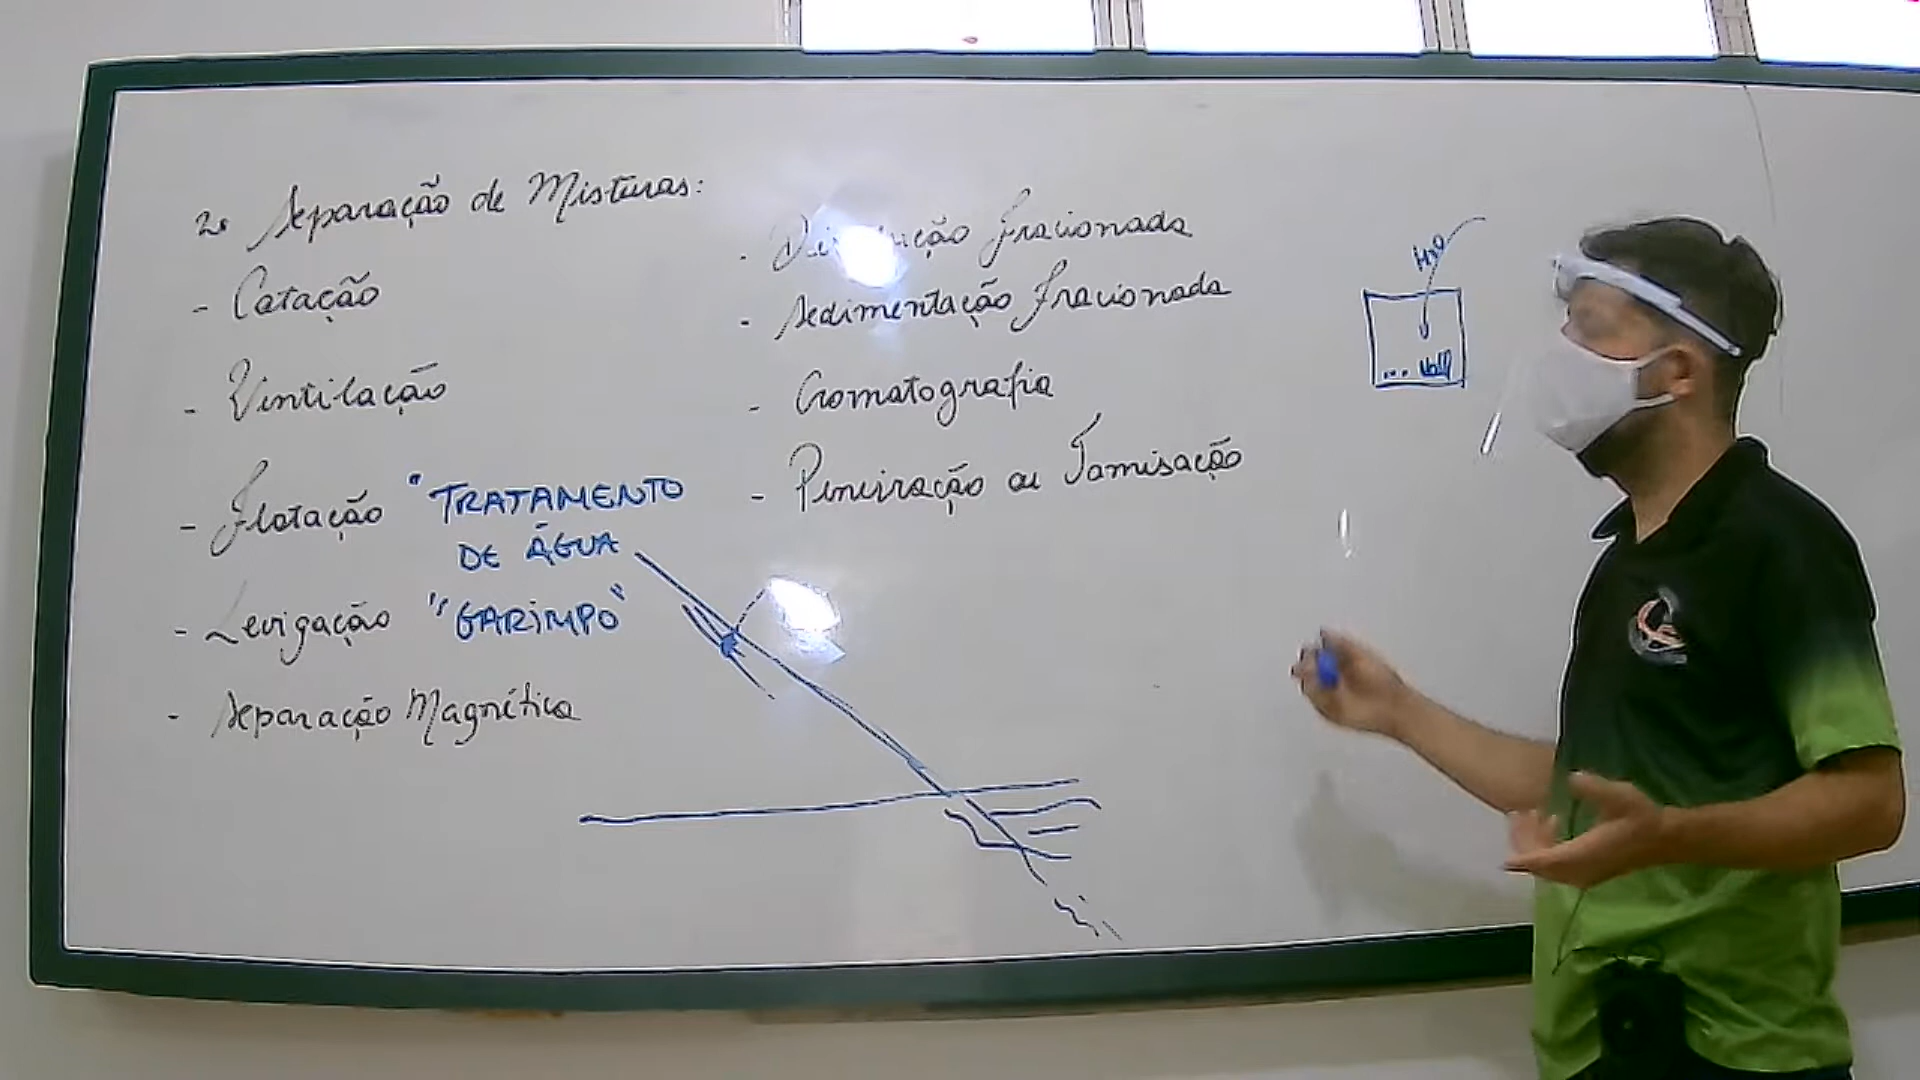 2. Separação de Misturas:
- Catação
- Ventilação
- Flotação "TRATAMENTO
DE ÁGUA
- Levigação "GARIMPO"
- Separação Magnética
- fracionada
- Sedimentação fracionada
- Cromatografia
- Peneiração ou Tamisação
H2O
... NaCl